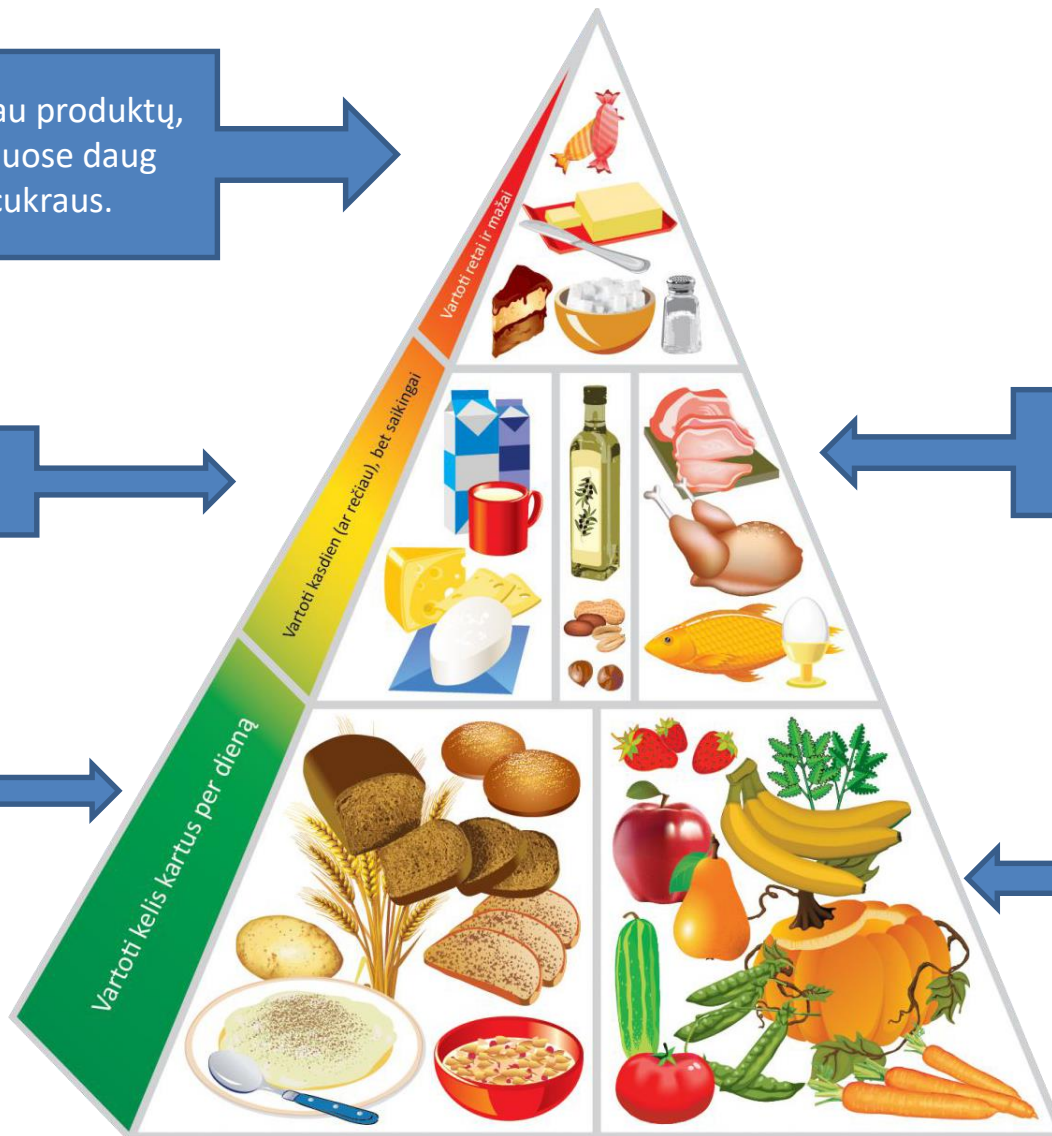 au produktų,
uose daug
cukraus.
Vartoti retai ir mažai
Vartoti kasdien (ar rečiau), bet saikingai
Vartoti kelis kartus per dieną